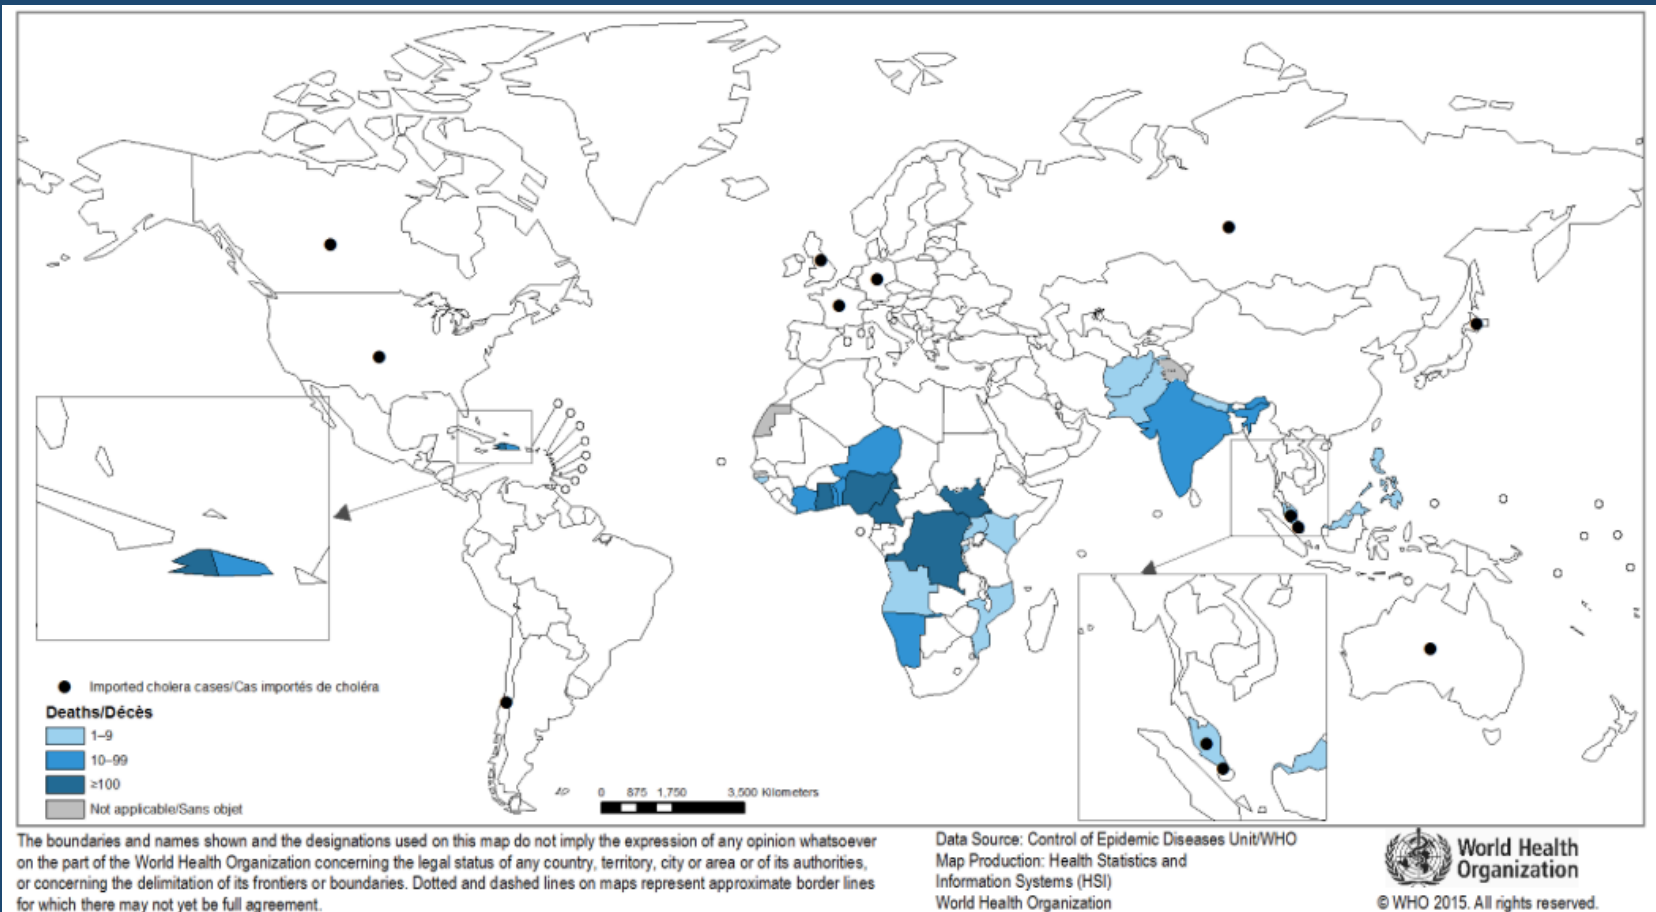 Imported cholera cases/Cas importés de choléra
Deaths/Décès
1–9
10–99
≥100
Not applicable/Sans objet
0 875 1,750 3,500 Kilometers
The boundaries and names shown and the designations used on this map do not imply the expression of any opinion whatsoever
on the part of the World Health Organization concerning the legal status of any country, territory, city or area or of its authorities,
or concerning the delimitation of its frontiers or boundaries. Dotted and dashed lines on maps represent approximate border lines
for which there may not yet be full agreement.
Data Source: Control of Epidemic Diseases Unit/WHO
Map Production: Health Statistics and
Information Systems (HSI)
World Health Organization
World Health
Organization
© WHO 2015. All rights reserved.